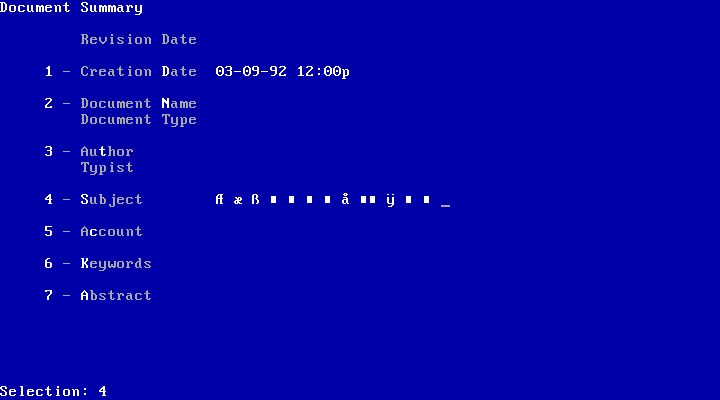 Document Summary
Revision Date
1 - Creation Date 03-09-92 12:00p
2 - Document Name
Document Type
3 - Author
Typist
4 - Subject Æ æ ß ▪ ▪ ▪ ▪ å ▪▪ ÿ ▪ ▪ _
5 - Account
6 - Keywords
7 - Abstract
Selection: 4